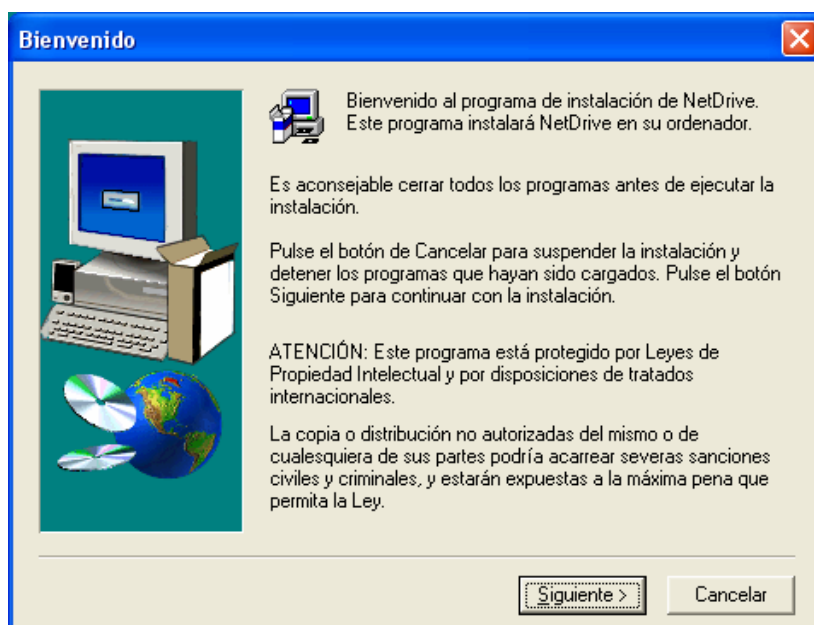 Bienvenido
Bienvenido al programa de instalación de NetDrive.
Este programa instalará NetDrive en su ordenador.
Es aconsejable cerrar todos los programas antes de ejecutar la
instalación.
Pulse el botón de Cancelar para suspender la instalación y
detener los programas que hayan sido cargados. Pulse el botón
Siguiente para continuar con la instalación.
ATENCIÓN: Este programa está protegido por Leyes de
Propiedad Intelectual y por disposiciones de tratados
internacionales.
La copia o distribución no autorizadas del mismo o de
cualesquiera de sus partes podría acarrear severas sanciones
civiles y criminales, y estarán expuestas a la máxima pena que
permita la Ley.
Siguiente > Cancelar